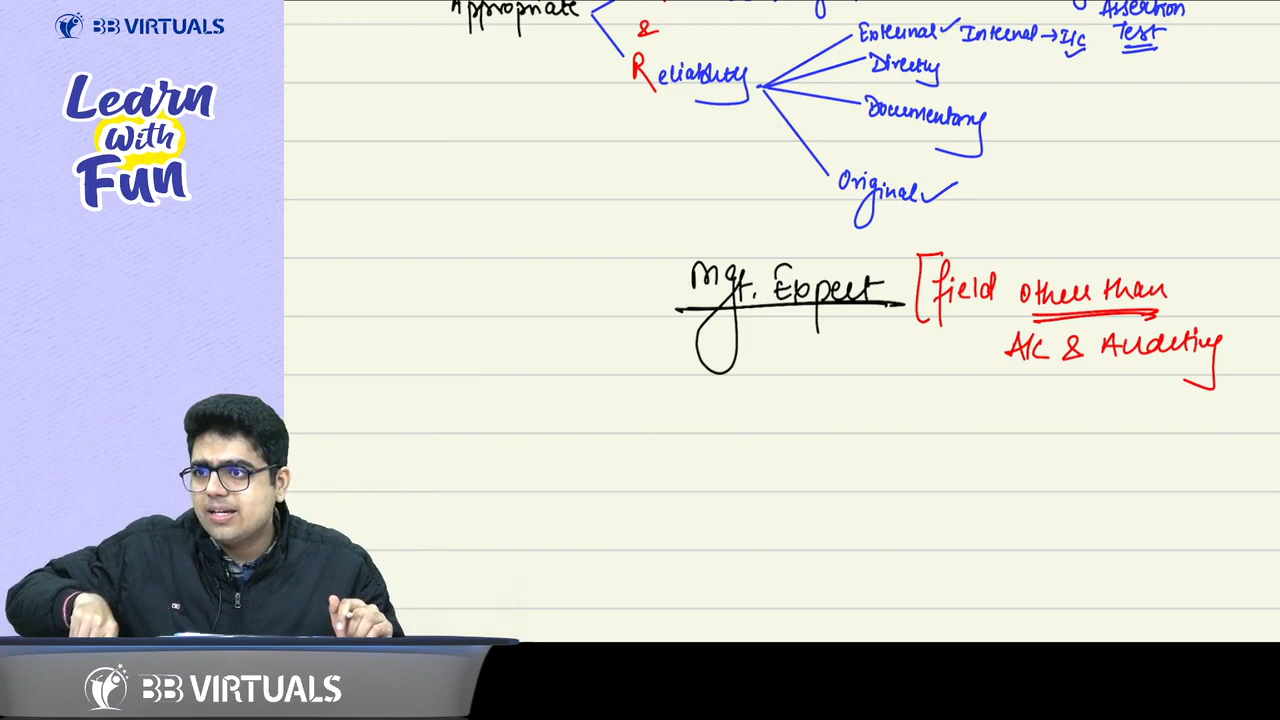 BB VIRTUALS
Learn
With
Fun
Appropriate
&
Reliability
External Internal → I/C
Assertion
Test
Directly
Documentary
Original
Mgt. Expert [field other than
A/c & Auditing
BB VIRTUALS